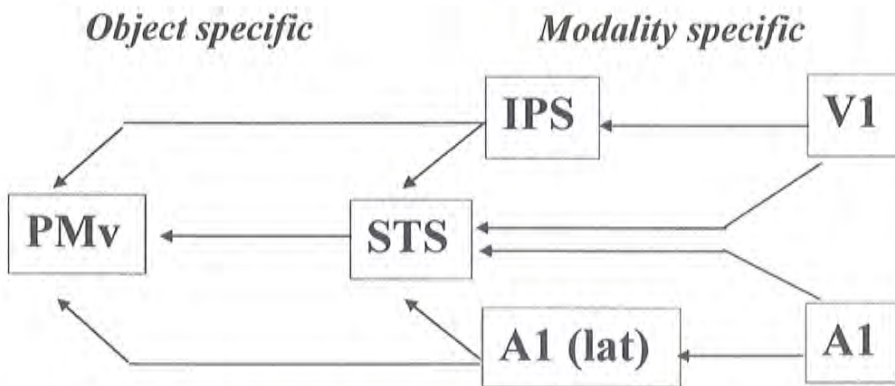 Object specific
Modality specific
IPS
V1
PMv
STS
A1 (lat)
A1